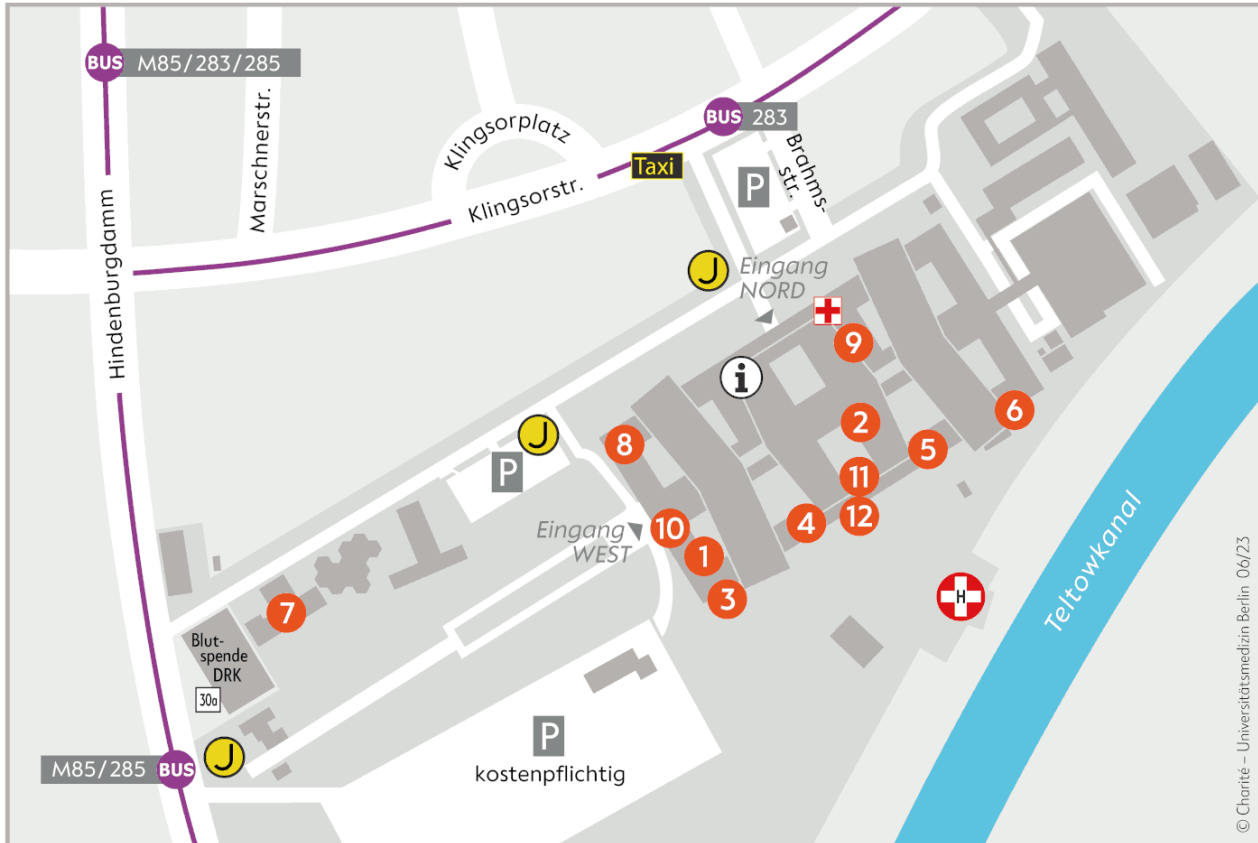 BUS M85/283/285
Marschnerstr.
Klingsorplatz
BUS 283
Taxi
Klingsorstr.
P
Brahms-
str.
Hindenburgdamm
J
Eingang
NORD
9
i
2
6
8
5
J
P
11
Eingang
WEST
10
4
12
1
3
H
7
Blut-
spende
DRK
30a
Teltowkanal
P
kostenpflichtig
J
M85/285 BUS
© Charité – Universitätsmedizin Berlin 06/23